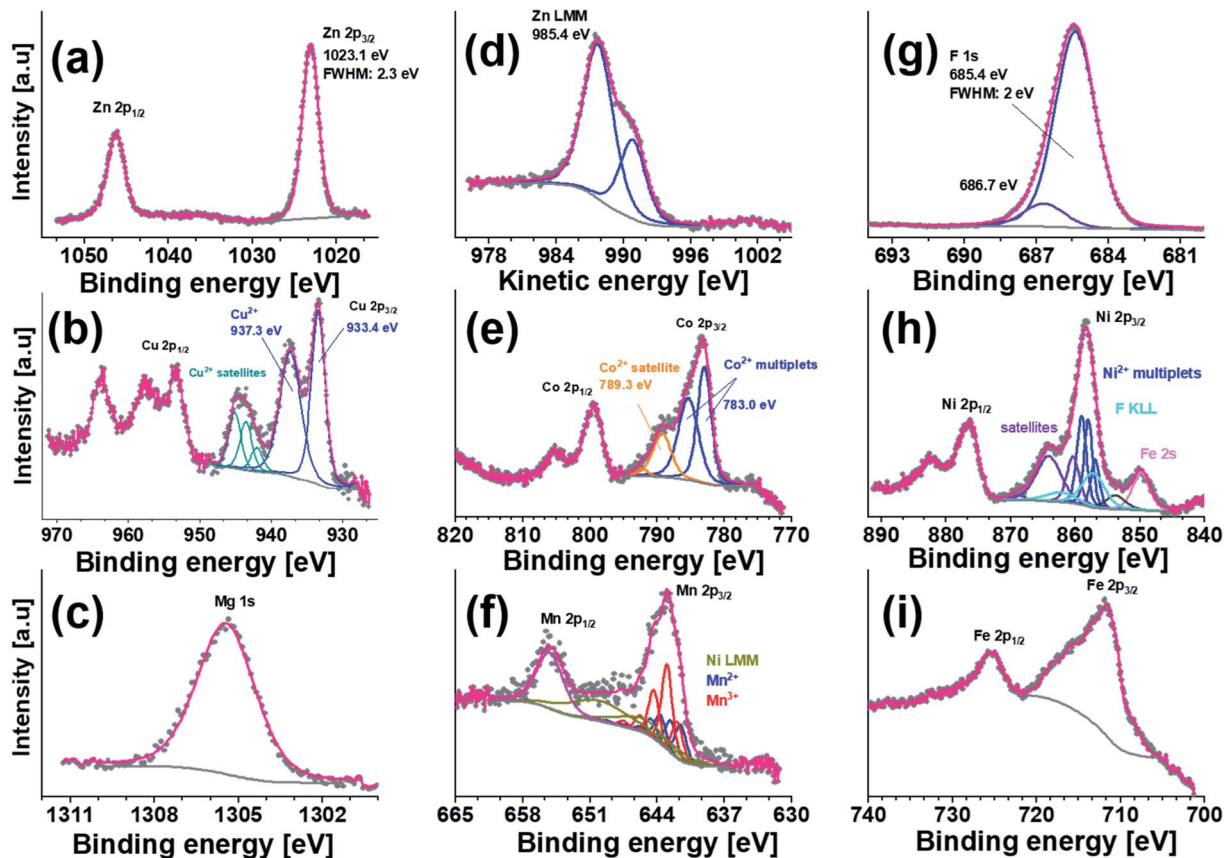 Intensity [a.u]
(a)
Zn 2p1/2
Zn 2p3/2
1023.1 eV
FWHM: 2.3 eV
1050 1040 1030 1020
Binding energy [eV]
(d)
Zn LMM
985.4 eV
978 984 990 996 1002
Kinetic energy [eV]
(g)
F 1s
685.4 eV
FWHM: 2 eV
686.7 eV
693 690 687 684 681
Binding energy [eV]
Intensity [a.u]
(b)
Cu 2p1/2
Cu2+ satellites
Cu2+
937.3 eV
Cu 2p3/2
933.4 eV
970 960 950 940 930
Binding energy [eV]
(e)
Co 2p1/2
Co2+ satellite
789.3 eV
Co 2p3/2
Co2+ multiplets
783.0 eV
820 810 800 790 780 770
Binding energy [eV]
(h)
Ni 2p1/2
satellites
Ni 2p3/2
Ni2+ multiplets
F KLL
Fe 2s
890 880 870 860 850 840
Binding energy [eV]
Intensity [a.u]
(c)
Mg 1s
1311 1308 1305 1302
Binding energy [eV]
(f)
Mn 2p1/2
Mn 2p3/2
Ni LMM
Mn2+
Mn3+
665 658 651 644 637 630
Binding energy [eV]
(i)
Fe 2p1/2
Fe 2p3/2
740 730 720 710 700
Binding energy [eV]